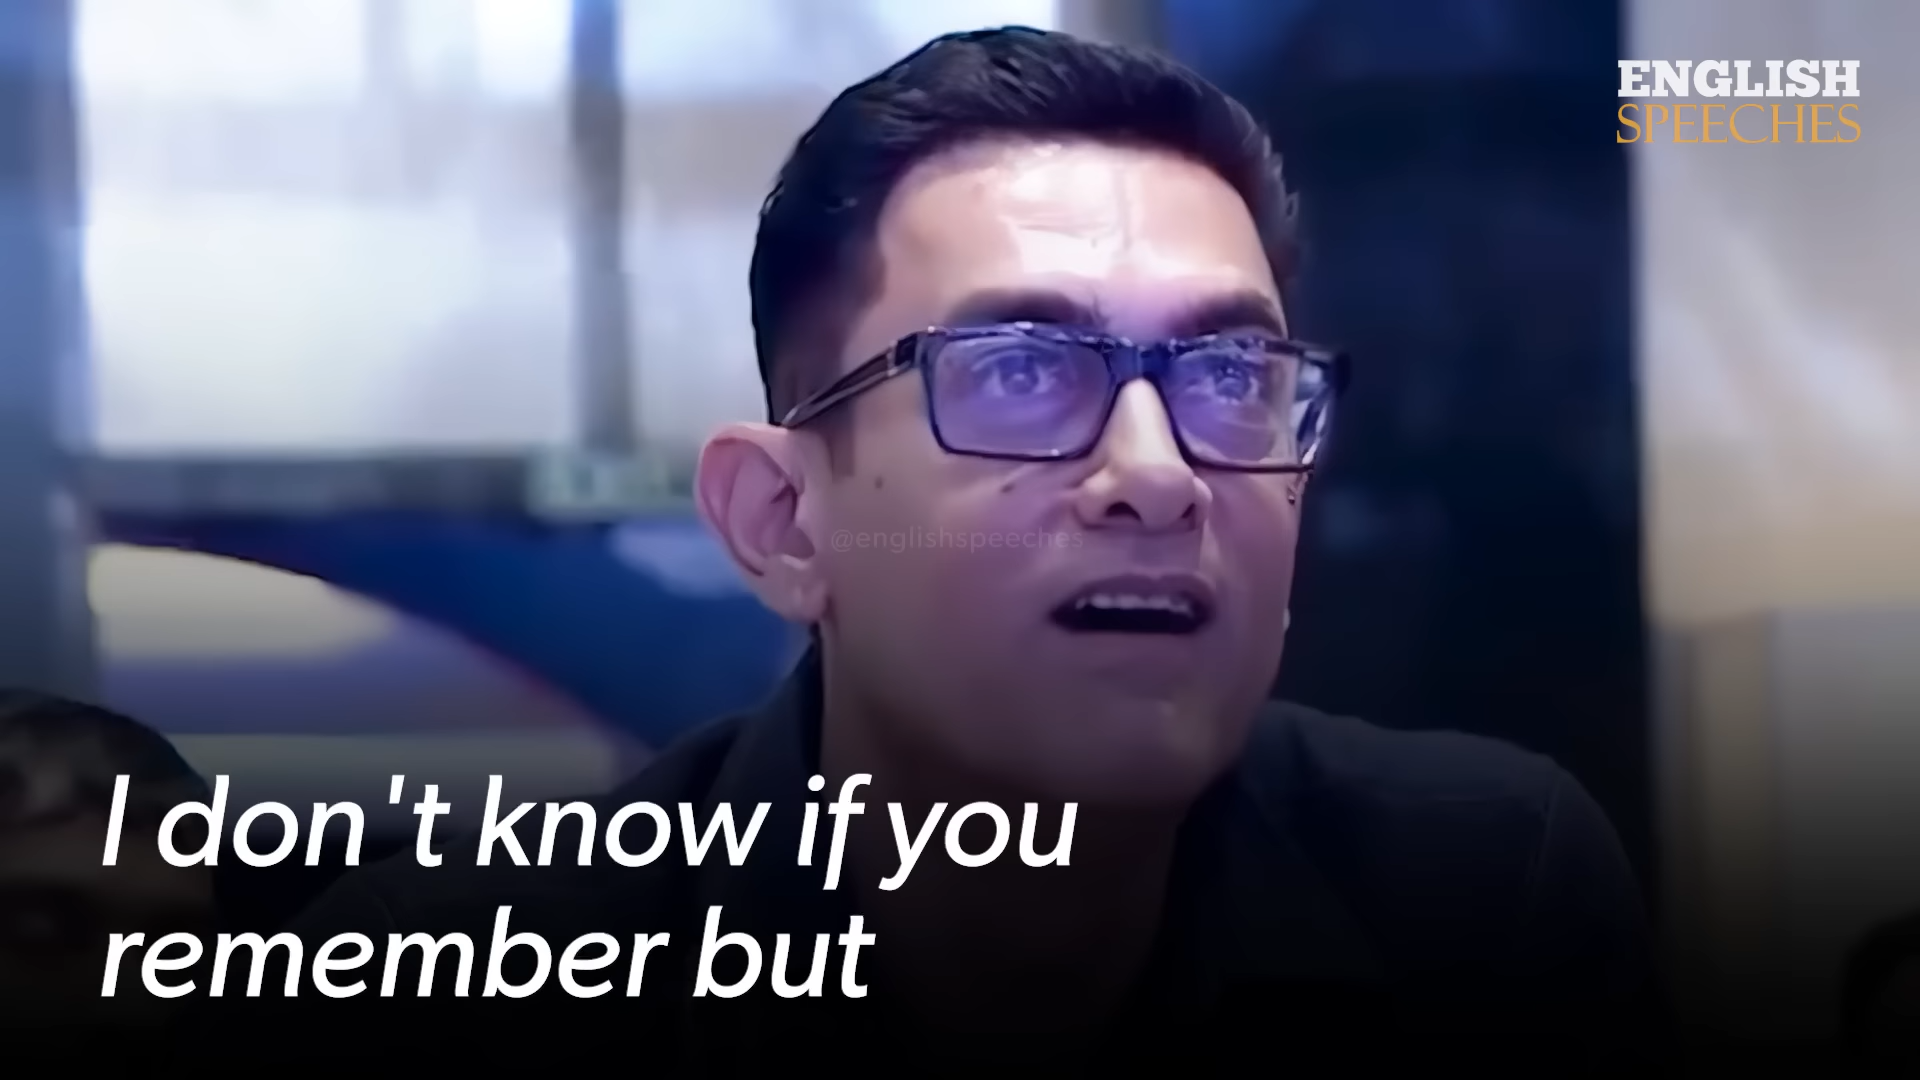 ENGLISH
SPEECHES
@englishspeeches
I don't know if you
remember but